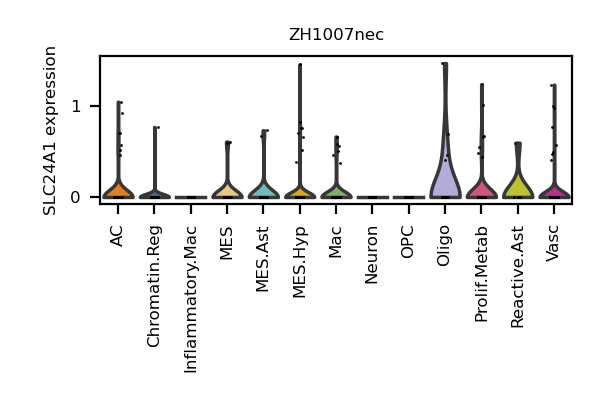 ZH1007nec
SLC24A1 expression
1
0
AC
Chromatin.Reg
Inflammatory.Mac
MES
MES.Ast
MES.Hyp
Mac
Neuron
OPC
Oligo
Prolif.Metab
Reactive.Ast
Vasc